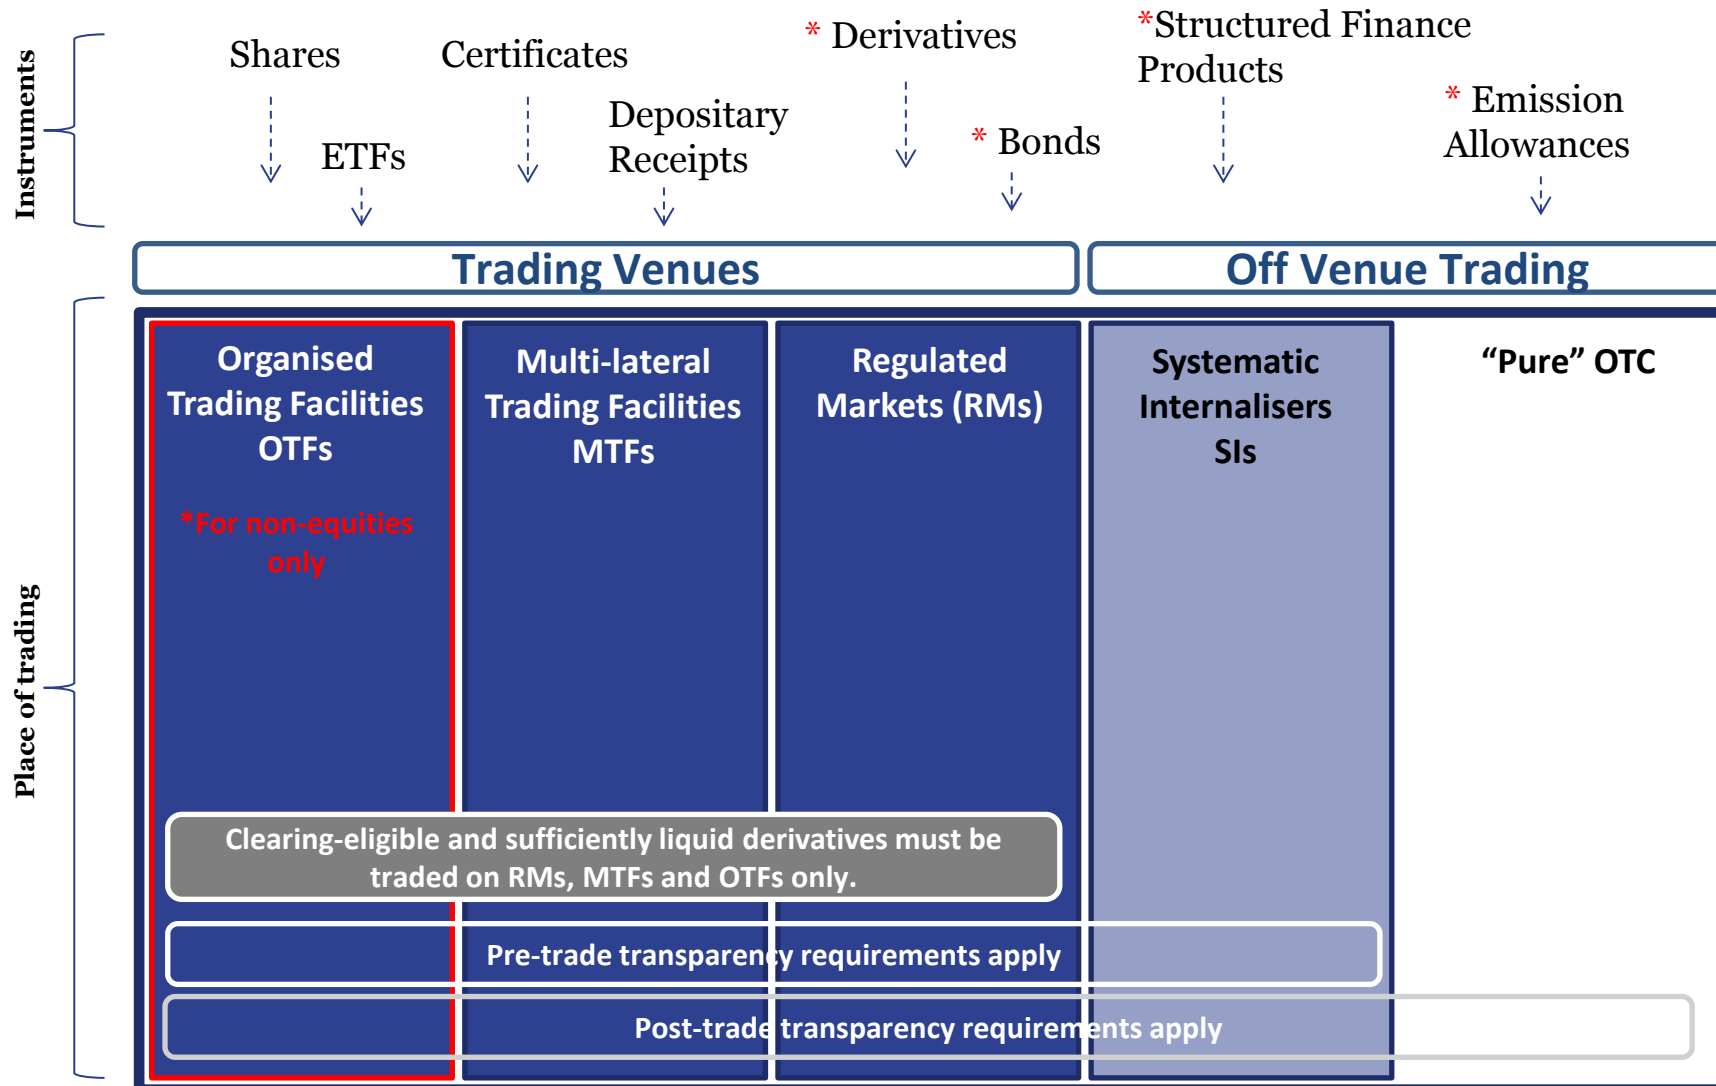 Instruments
Shares
ETFs
Certificates
Depositary
Receipts
* Derivatives
* Bonds
*Structured Finance
Products
* Emission
Allowances
Trading Venues
Off Venue Trading
Place of trading
Organised
Trading Facilities
OTFs
*For non-equities
only
Multi-lateral
Trading Facilities
MTFs
Regulated
Markets (RMs)
Systematic
Internalisers
SIs
“Pure” OTC
Clearing-eligible and sufficiently liquid derivatives must be
traded on RMs, MTFs and OTFs only.
Pre-trade transparency requirements apply
Post-trade transparency requirements apply